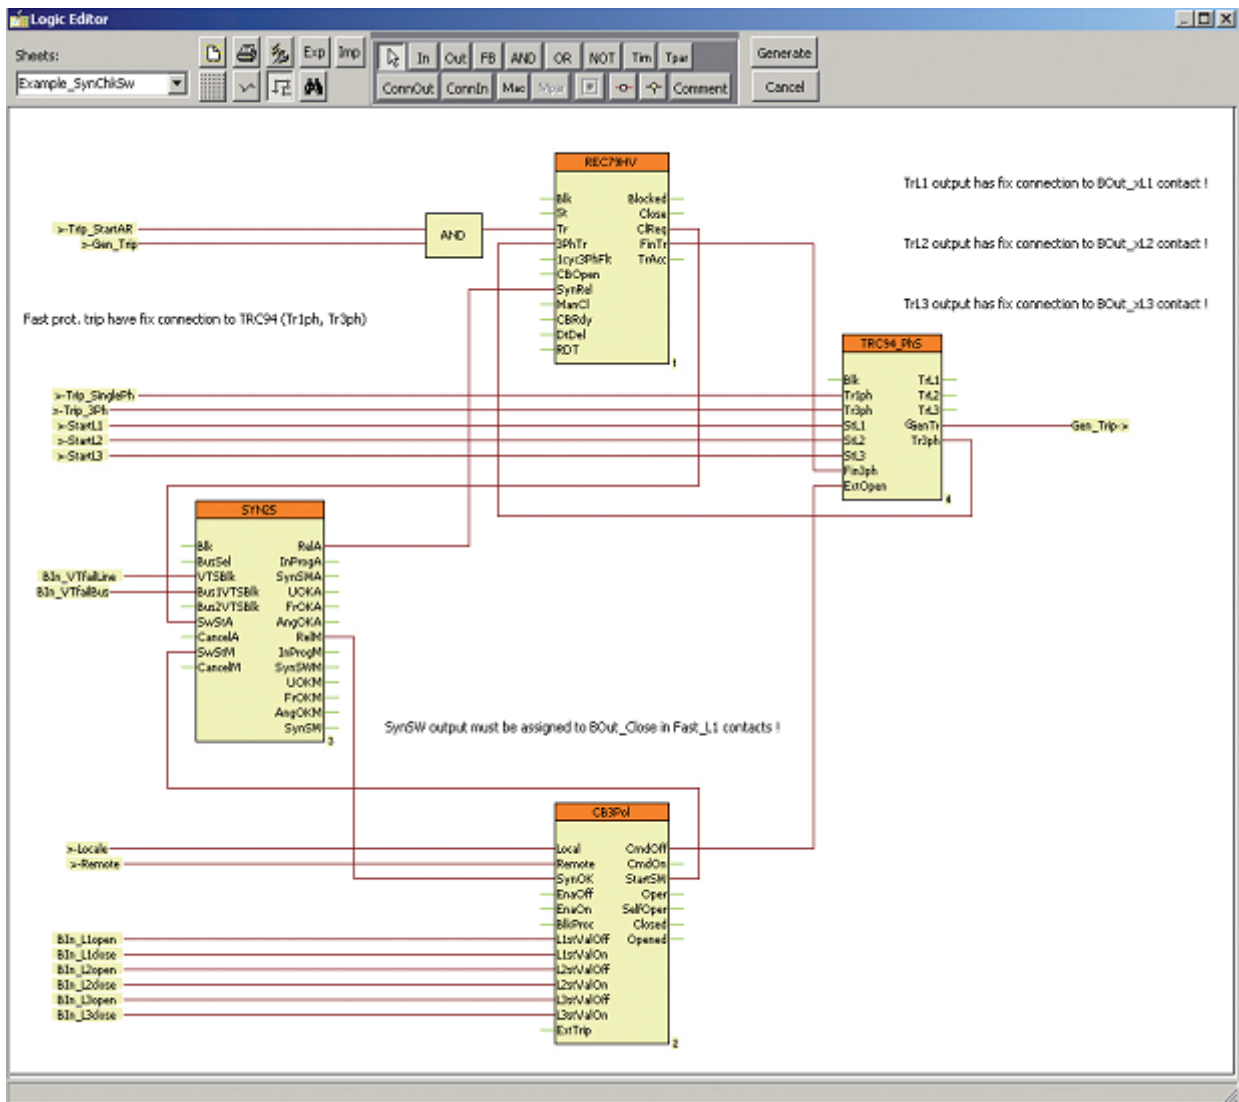 Logic Editor
Sheets:
Example_SynChkSw
Exp
Imp
In
Out
FB
AND
OR
NOT
Tim
Tpar
ConnOut
ConnIn
Mac
Mpar
Comment
Generate
Cancel
REC79HV
Blk
St
Tr
3PhTr
1cyc3PhFlt
CBOpen
SynRel
ManCl
CBRdy
DtDel
RDT
Blocked
Close
ClReq
FinTr
TrAcc
1
>-Trip_StartAR
>-Gen_Trip
AND
TrL1 output has fix connection to BOut_xL1 contact !
TrL2 output has fix connection to BOut_xL2 contact !
TrL3 output has fix connection to BOut_xL3 contact !
Fast prot. trip have fix connection to TRC94 (Tr1ph, Tr3ph)
>-Trip_SinglePh
>-Trip_3Ph
>-StartL1
>-StartL2
>-StartL3
TRC94_PhS
Blk
Tr1ph
Tr3ph
StL1
StL2
StL3
Fin3ph
ExtOpen
TrL1
TrL2
TrL3
GenTr
Tr3ph
4
Gen_Trip->
SYN25
Blk
BusSel
VTSBlk
Bus1VTSBlk
Bus2VTSBlk
SwStA
CancelA
SwStM
CancelM
RelA
InProgA
SynSWA
UOKA
FrOKA
AngOKA
RelM
InProgM
SynSWM
UOKM
FrOKM
AngOKM
SynSW
3
BIn_VTfailLine
BIn_VTfailBus
SynSW output must be assigned to BOut_Close in Fast_L1 contacts !
CB3Pol
Local
Remote
SynOK
EnaOff
EnaOn
BlkProc
L1stValOff
L1stValOn
L2stValOff
L2stValOn
L3stValOff
L3stValOn
ExtTrip
CmdOff
CmdOn
StartSW
Oper
SelfOper
Closed
Opened
2
>-Locale
>-Remote
BIn_L1open
BIn_L1close
BIn_L2open
BIn_L2close
BIn_L3open
BIn_L3close